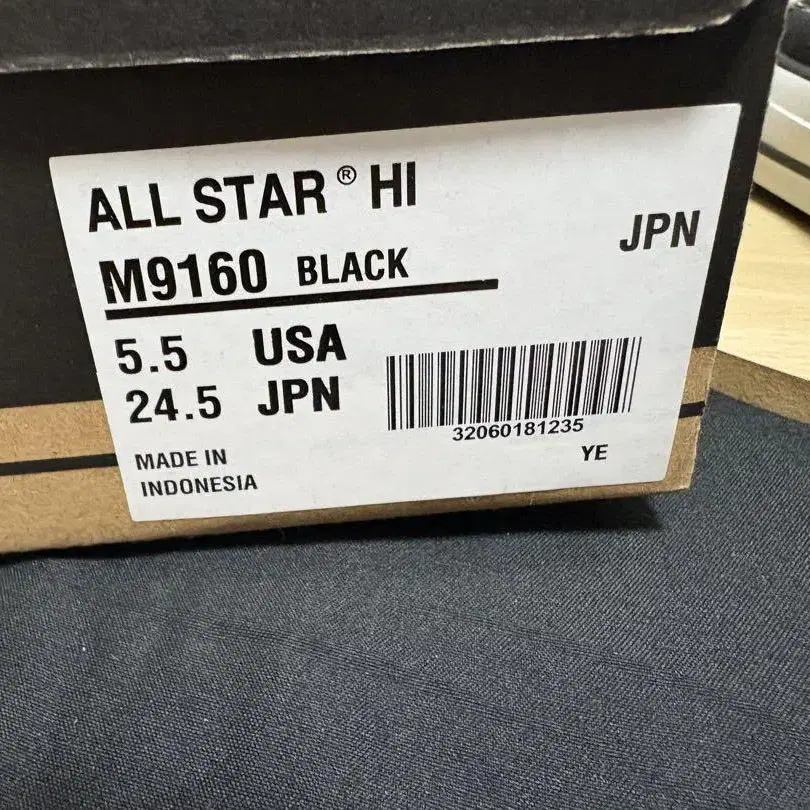 ALL STAR® HI
JPN
M9160 BLACK
5.5 USA
24.5 JPN
32060181235
YE
MADE IN
INDONESIA